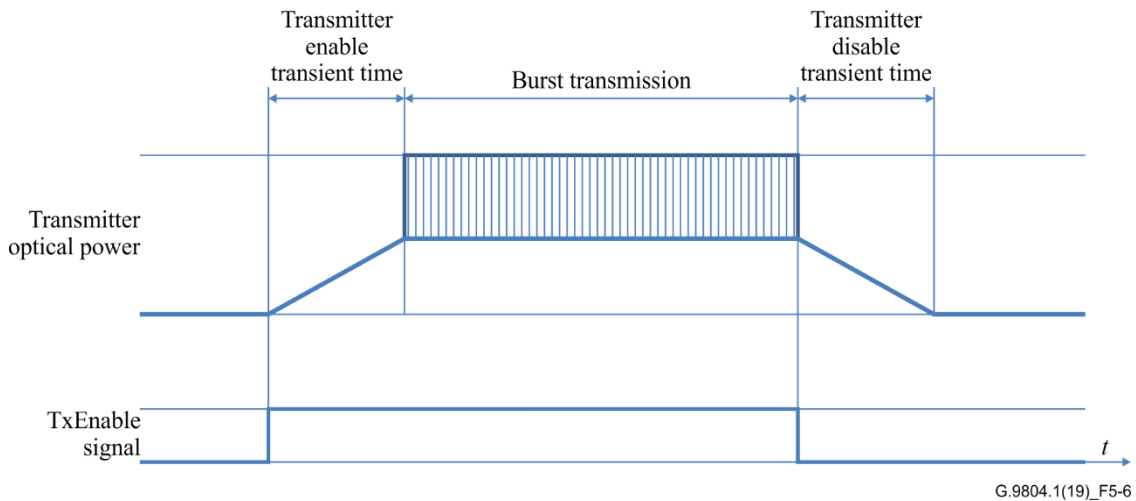 Transmitter
enable
transient time
Burst transmission
Transmitter
disable
transient time
Transmitter
optical power
TxEnable
signal
t
G.9804.1(19)_F5-6